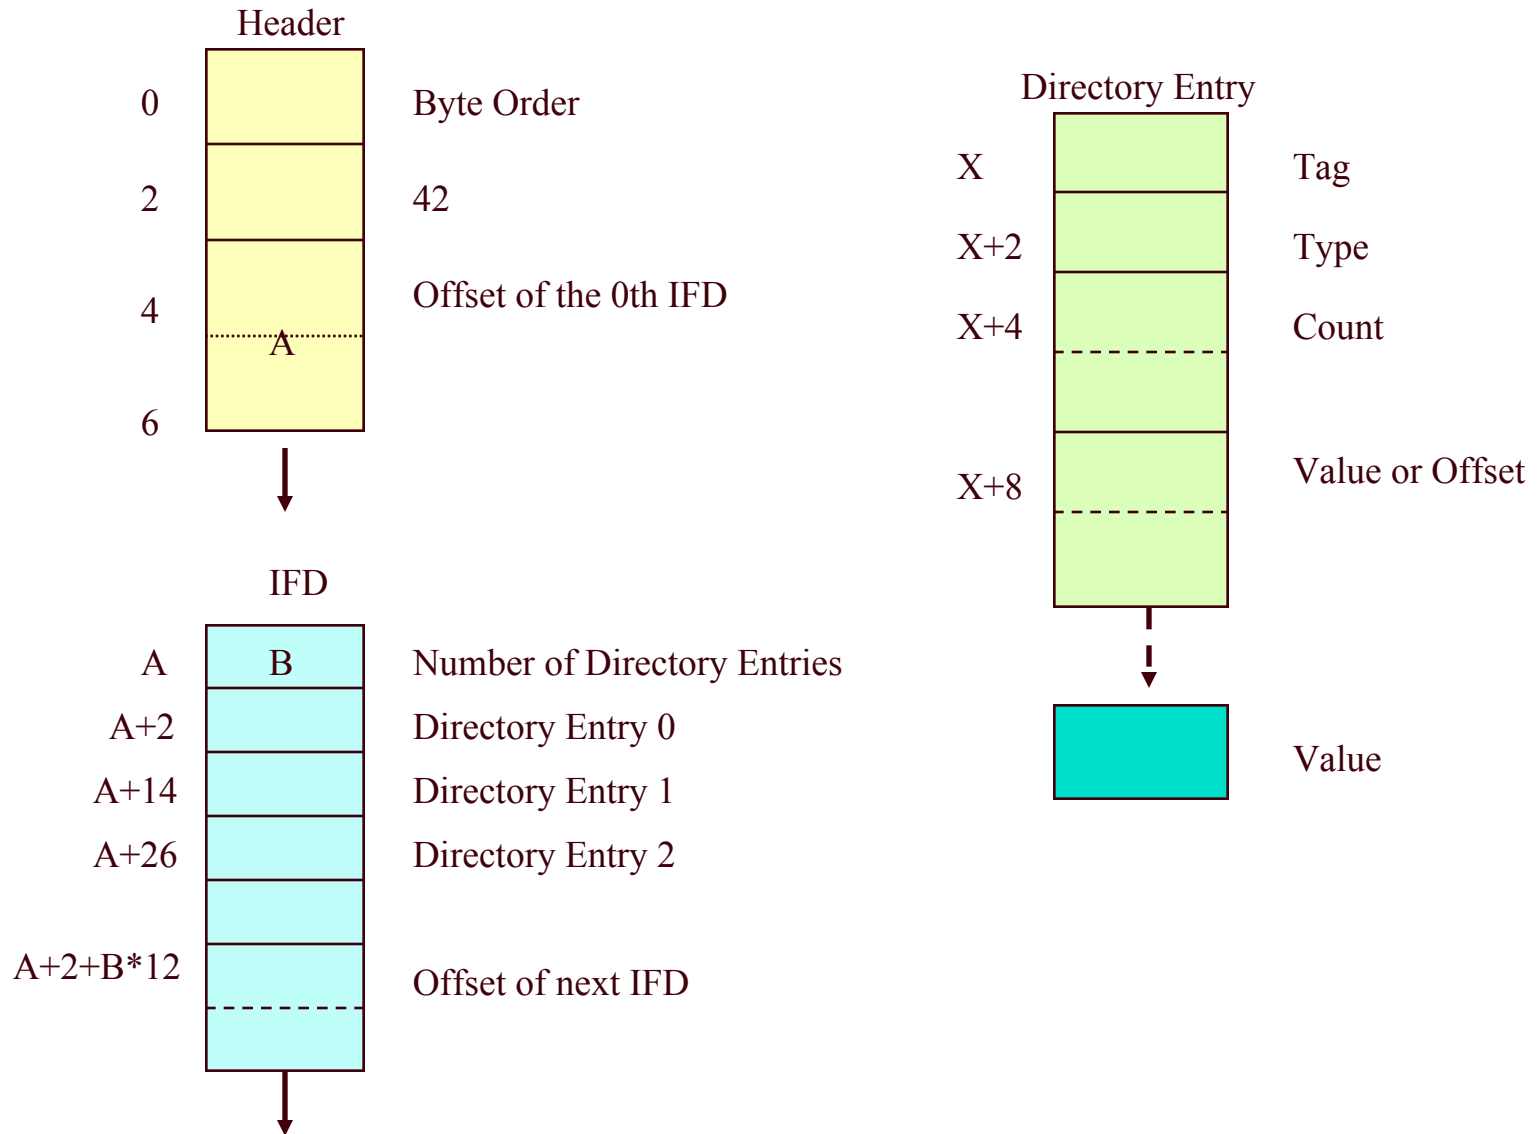 Header
0 Byte Order
2 42
4 Offset of the 0th IFD
A
6
IFD
A B Number of Directory Entries
A+2 Directory Entry 0
A+14 Directory Entry 1
A+26 Directory Entry 2
A+2+B*12 Offset of next IFD
Directory Entry
X Tag
X+2 Type
X+4 Count
X+8 Value or Offset
Value